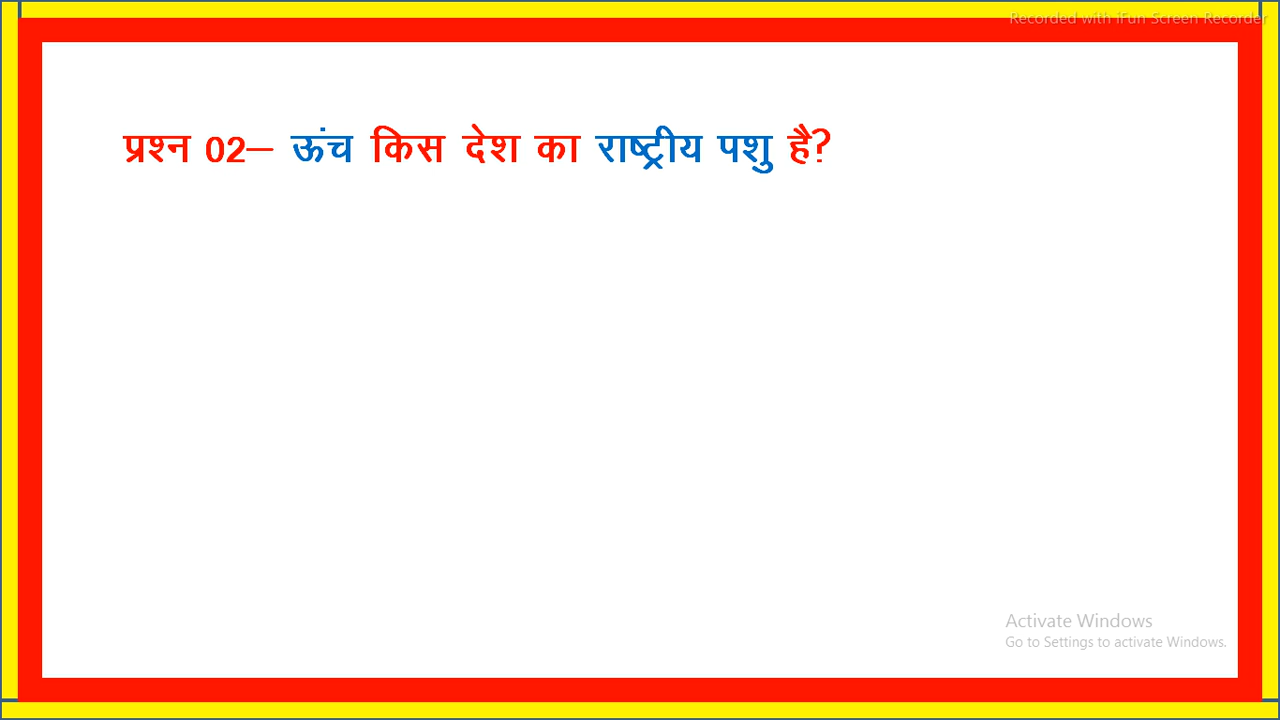 Recorded with iFun Screen Recorder
प्रश्न 02– ऊंच किस देश का राष्ट्रीय पशु है?
Activate Windows
Go to Settings to activate Windows.